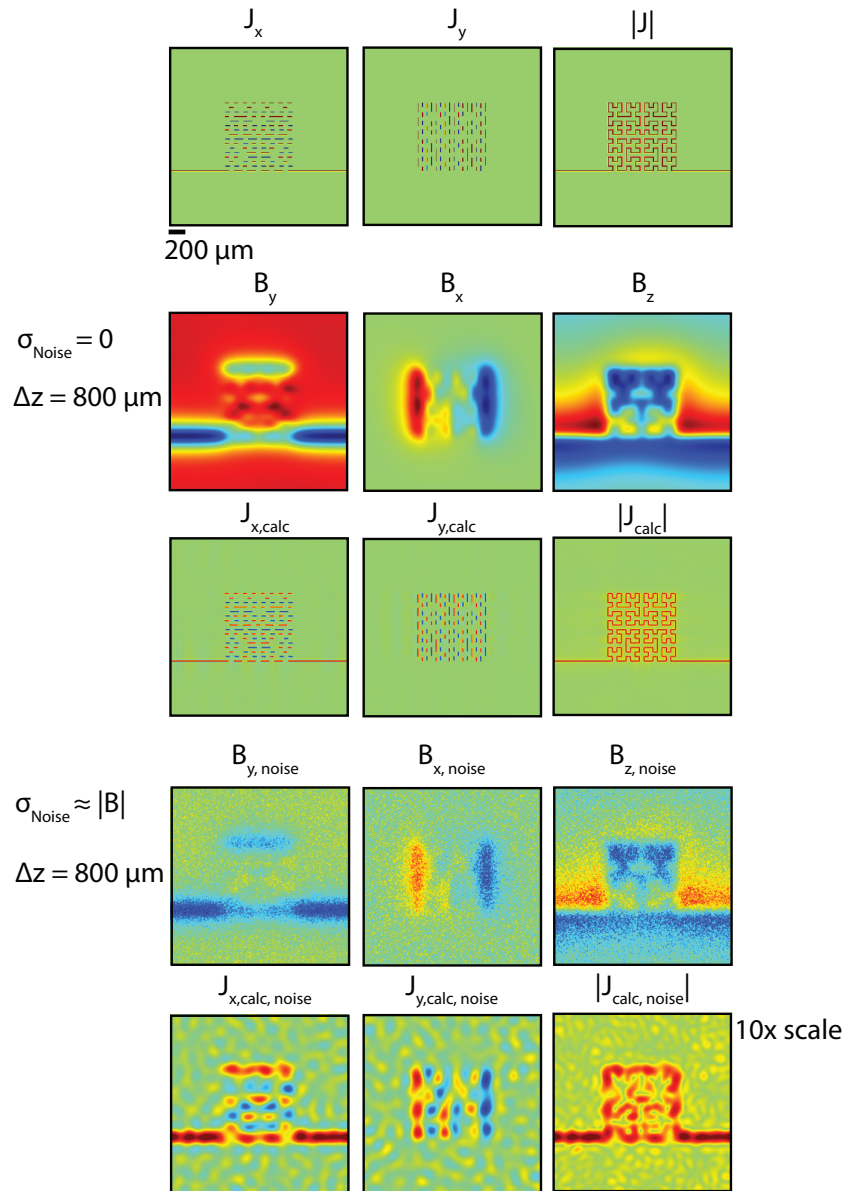 J_x J_y |J|
200 μm
B_y B_x B_z
σ_Noise = 0
Δz = 800 μm
J_x,calc J_y,calc |J_calc|
B_y, noise B_x, noise B_z, noise
σ_Noise ≈ |B|
Δz = 800 μm
J_x,calc, noise J_y,calc, noise |J_calc, noise|
10x scale